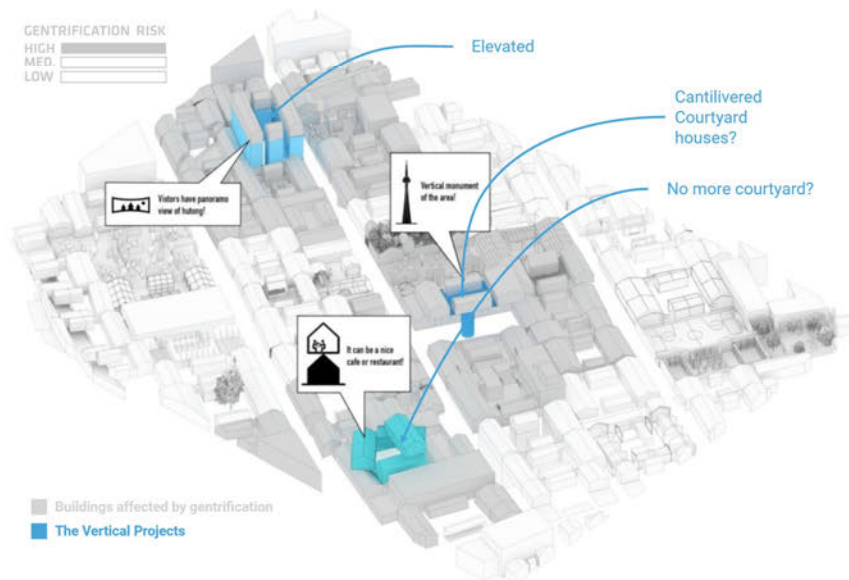 GENTRIFICATION RISK
HIGH
MED.
LOW
Elevated
Cantilivered
Courtyard
houses?
No more courtyard?
Vertical monument
of the area!
Vistors have panoramo
view of hutong!
It can be a nice
cafe or restaurant!
Buildings affected by gentrification
The Vertical Projects